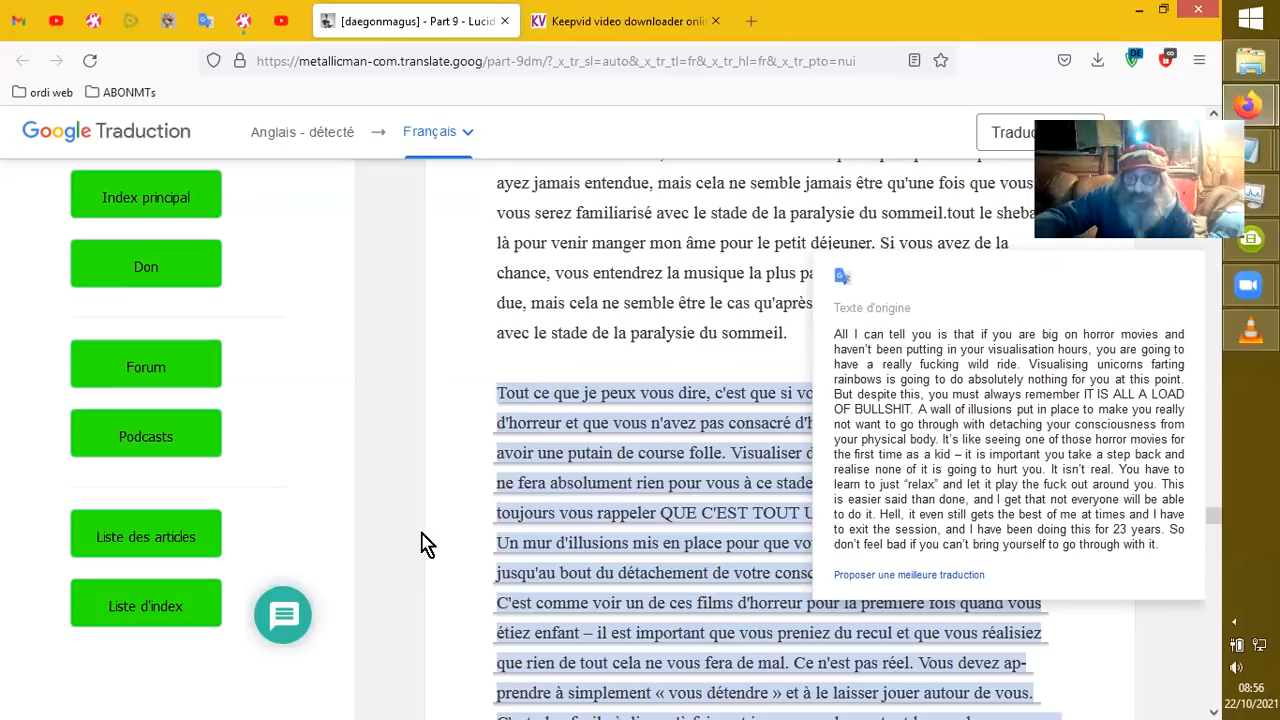 [daegonmagus] - Part 9 - Lucid
Keepvid video downloader onli
https://metallicman-com.translate.goog/part-9dm/?_x_tr_sl=auto&_x_tr_tl=fr&_x_tr_hl=fr&_x_tr_pto=nui
DE
ordi web
ABONMTs
Google Traduction
Anglais - détecté
→
Français
Index principal
Don
Forum
Podcasts
Liste des articles
Liste d'index
ayez jamais entendue, mais cela ne semble jamais être qu'une fois que vous
vous serez familiarisé avec le stade de la paralysie du sommeil.tout le sheba
là pour venir manger mon âme pour le petit déjeuner. Si vous avez de la
chance, vous entendrez la musique la plus pa
due, mais cela ne semble être le cas qu'après
avec le stade de la paralysie du sommeil.
Tout ce que je peux vous dire, c'est que si vo
d'horreur et que vous n'avez pas consacré d'h
avoir une putain de course folle. Visualiser d
ne fera absolument rien pour vous à ce stade
toujours vous rappeler QUE C'EST TOUT U
Un mur d'illusions mis en place pour que vo
jusqu'au bout du détachement de votre consc
C'est comme voir un de ces films d'horreur pour la première fois quand vous
étiez enfant – il est important que vous preniez du recul et que vous réalisiez
que rien de tout cela ne vous fera de mal. Ce n'est pas réel. Vous devez ap-
prendre à simplement « vous détendre » et à le laisser jouer autour de vous.
Texte d'origine
All I can tell you is that if you are big on horror movies and
haven't been putting in your visualisation hours, you are going to
have a really fucking wild ride. Visualising unicorns farting
rainbows is going to do absolutely nothing for you at this point.
But despite this, you must always remember IT IS ALL A LOAD
OF BULLSHIT. A wall of illusions put in place to make you really
not want to go through with detaching your consciousness from
your physical body. It's like seeing one of those horror movies for
the first time as a kid – it is important you take a step back and
realise none of it is going to hurt you. It isn't real. You have to
learn to just "relax" and let it play the fuck out around you. This
is easier said than done, and I get that not everyone will be able
to do it. Hell, it even still gets the best of me at times and I have
to exit the session, and I have been doing this for 23 years. So
don't feel bad if you can't bring yourself to go through with it.
Proposer une meilleure traduction
08:56
22/10/2021